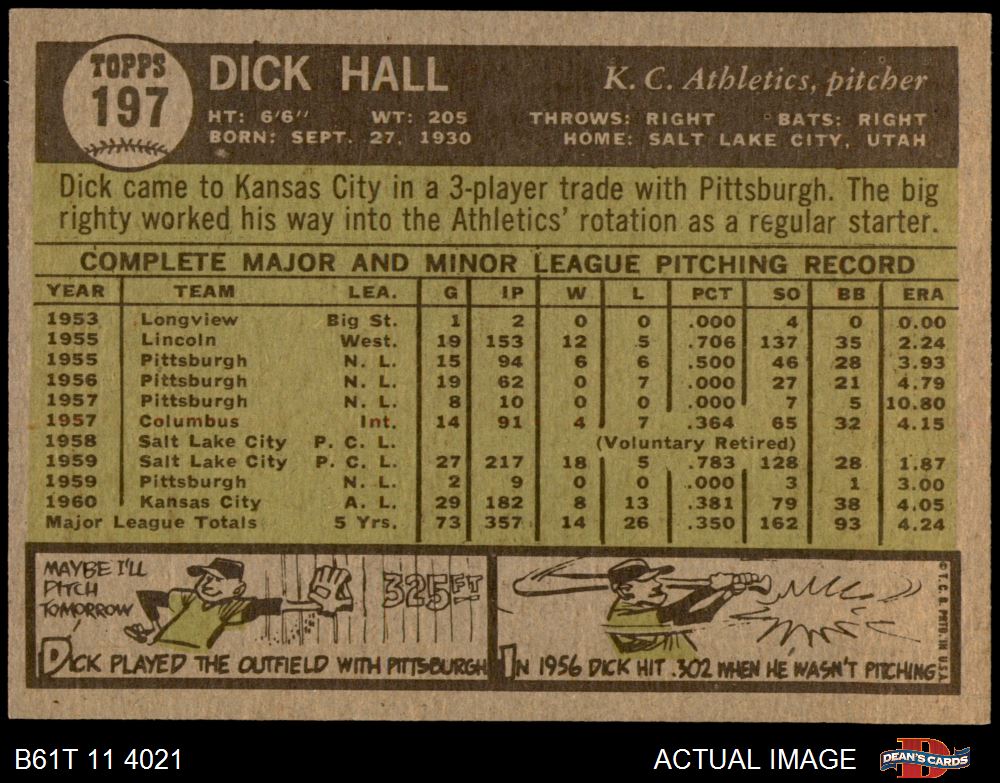 TOPPS
197
DICK HALL
K. C. Athletics, pitcher
HT: 6'6" WT: 205 THROWS: RIGHT BATS: RIGHT
BORN: SEPT. 27, 1930 HOME: SALT LAKE CITY, UTAH
Dick came to Kansas City in a 3-player trade with Pittsburgh. The big
righty worked his way into the Athletics' rotation as a regular starter.
COMPLETE MAJOR AND MINOR LEAGUE PITCHING RECORD
YEAR TEAM LEA. G IP W L PCT SO BB ERA
1953 Longview Big St. 1 2 0 0 .000 4 0 0.00
1955 Lincoln West. 19 153 12 5 .706 137 35 2.24
1955 Pittsburgh N. L. 15 94 6 6 .500 46 28 3.93
1956 Pittsburgh N. L. 19 62 0 7 .000 27 21 4.79
1957 Pittsburgh N. L. 8 10 0 0 .000 7 5 10.80
1957 Columbus Int. 14 91 4 7 .364 65 32 4.15
1958 Salt Lake City P. C. L. (Voluntary Retired)
1959 Salt Lake City P. C. L. 27 217 18 5 .783 128 28 1.87
1959 Pittsburgh N. L. 2 9 0 0 .000 3 1 3.00
1960 Kansas City A. L. 29 182 8 13 .381 79 38 4.05
Major League Totals 5 Yrs. 73 357 14 26 .350 162 93 4.24
MAYBE I'LL
PITCH
TOMORROW
325 FT
DICK PLAYED THE OUTFIELD WITH PITTSBURGH
IN 1956 DICK HIT .302 WHEN HE WASN'T PITCHING
© T. C. G. PRTD. IN U.S.A.
B61T 11 4021
ACTUAL IMAGE
DEAN'S CARDS